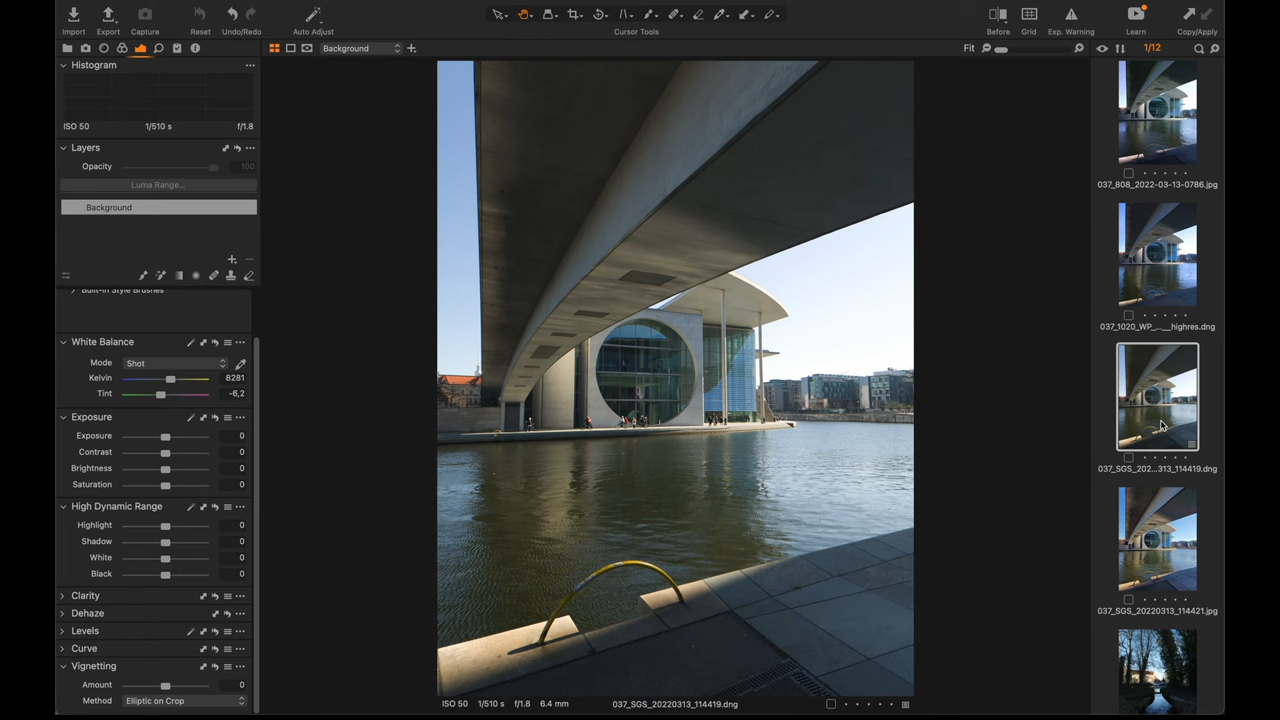 Import
Export
Capture
Reset
Undo/Redo
Auto Adjust
Cursor Tools
Before
Grid
Exp. Warning
Learn
Copy/Apply
Background
Fit
1/12
Histogram
ISO 50 1/510 s f/1.8
Layers
Opacity 100
Luma Range...
Background
Built-in Style Brushes
White Balance
Mode Shot
Kelvin 8281
Tint -6,2
Exposure
Exposure 0
Contrast 0
Brightness 0
Saturation 0
High Dynamic Range
Highlight 0
Shadow 0
White 0
Black 0
Clarity
Dehaze
Levels
Curve
Vignetting
Amount 0
Method Elliptic on Crop
ISO 50 1/510 s f/1.8 6.4 mm 037_SGS_20220313_114419.dng
037_808_2022-03-13-0786.jpg
037_1020_WP_...__highres.dng
037_SGS_202...313_114419.dng
037_SGS_20220313_114421.jpg